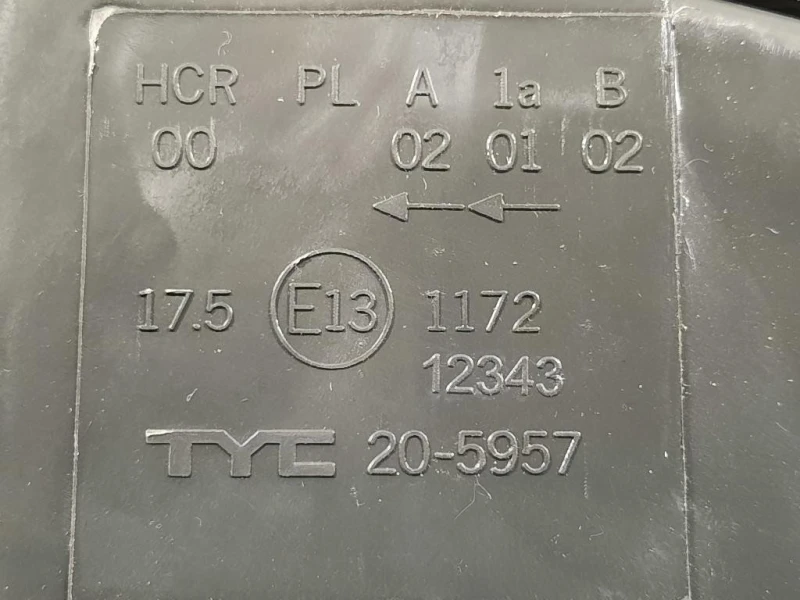 HCR PL A 1a B
00 02 01 02
17.5 E13 1172
12343
TYC 20-5957